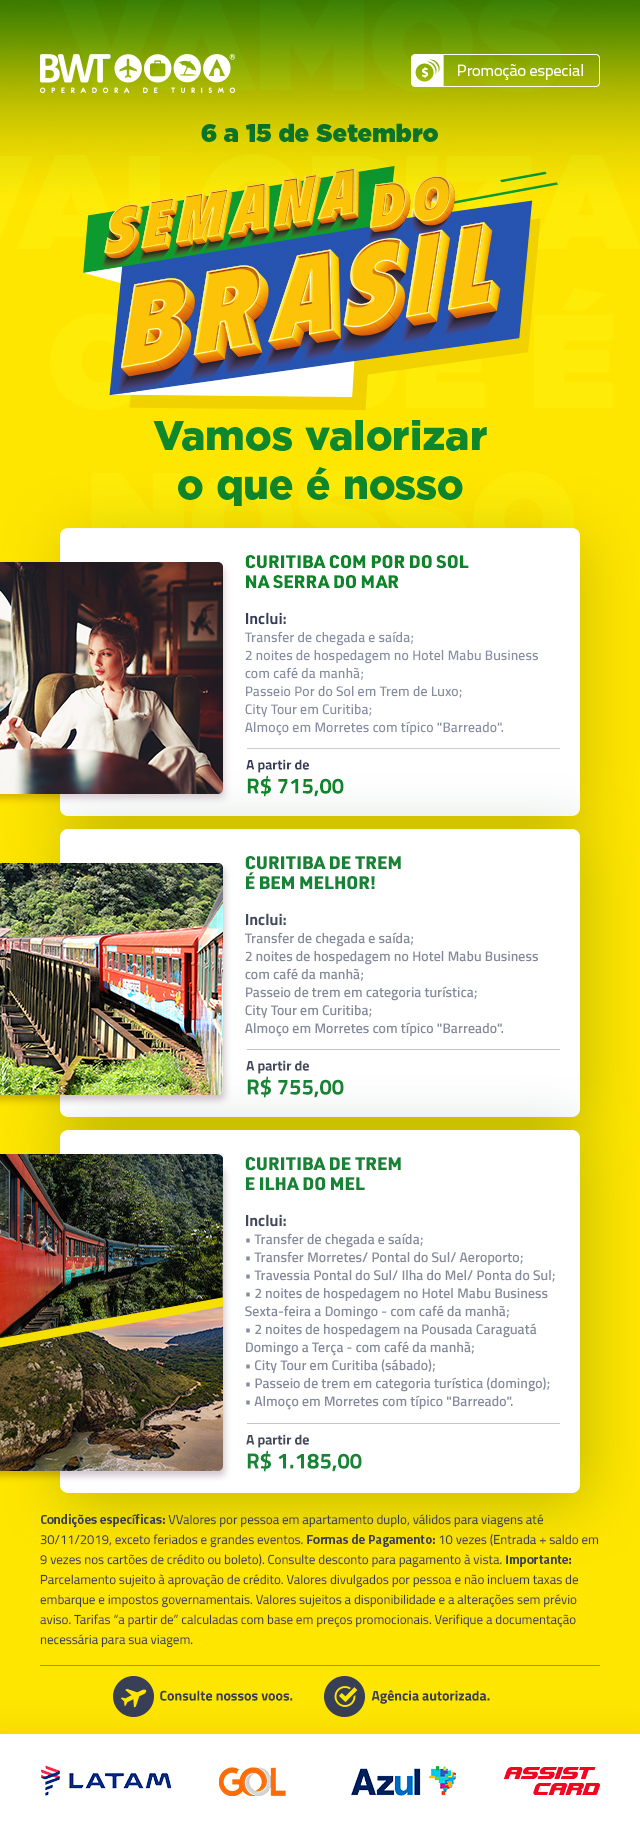 VAMOS
BWT
OPERADORA DE TURISMO
Promoção especial
6 a 15 de Setembro
SEMANA DO
BRASIL
Vamos valorizar
o que é nosso
CURITIBA COM POR DO SOL
NA SERRA DO MAR
Inclui:
Transfer de chegada e saída;
2 noites de hospedagem no Hotel Mabu Business
com café da manhã;
Passeio Por do Sol em Trem de Luxo;
City Tour em Curitiba;
Almoço em Morretes com típico "Barreado".
A partir de
R$ 715,00
CURITIBA DE TREM
É BEM MELHOR!
Inclui:
Transfer de chegada e saída;
2 noites de hospedagem no Hotel Mabu Business
com café da manhã;
Passeio de trem em categoria turística;
City Tour em Curitiba;
Almoço em Morretes com típico "Barreado".
A partir de
R$ 755,00
CURITIBA DE TREM
E ILHA DO MEL
Inclui:
• Transfer de chegada e saída;
• Transfer Morretes/ Pontal do Sul/ Aeroporto;
• Travessia Pontal do Sul/ Ilha do Mel/ Ponta do Sul;
• 2 noites de hospedagem no Hotel Mabu Business
Sexta-feira a Domingo - com café da manhã;
• 2 noites de hospedagem na Pousada Caraguatá
Domingo a Terça - com café da manhã;
• City Tour em Curitiba (sábado);
• Passeio de trem em categoria turística (domingo);
• Almoço em Morretes com típico "Barreado".
A partir de
R$ 1.185,00
Condições específicas: VValores por pessoa em apartamento duplo, válidos para viagens até
30/11/2019, exceto feriados e grandes eventos. Formas de Pagamento: 10 vezes (Entrada + saldo em
9 vezes nos cartões de crédito ou boleto). Consulte desconto para pagamento à vista. Importante:
Parcelamento sujeito à aprovação de crédito. Valores divulgados por pessoa e não incluem taxas de
embarque e impostos governamentais. Valores sujeitos a disponibilidade e a alterações sem prévio
aviso. Tarifas “a partir de” calculadas com base em preços promocionais. Verifique a documentação
necessária para sua viagem.
Consulte nossos voos.
Agência autorizada.
LATAM
GOL
Azul
ASSIST
CARD